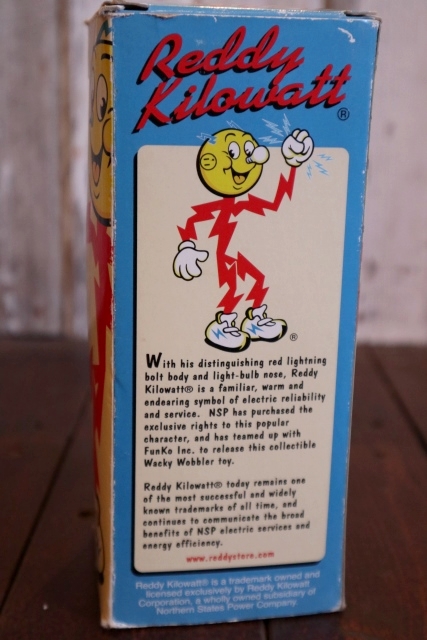 Reddy
Kilowatt®
®
With his distinguishing red lightning
bolt body and light-bulb nose, Reddy
Kilowatt® is a familiar, warm and
endearing symbol of electric reliability
and service. NSP has purchased the
exclusive rights to this popular
character, and has teamed up with
FunKo Inc. to release this collectible
Wacky Wobbler toy.
Reddy Kilowatt® today remains one
of the most successful and widely
known trademarks of all time, and
continues to communicate the broad
benefits of NSP electric services and
energy efficiency.
www.reddystore.com
Reddy Kilowatt® is a trademark owned and
licensed exclusively by Reddy Kilowatt
Corporation, a wholly owned subsidiary of
Northern States Power Company.